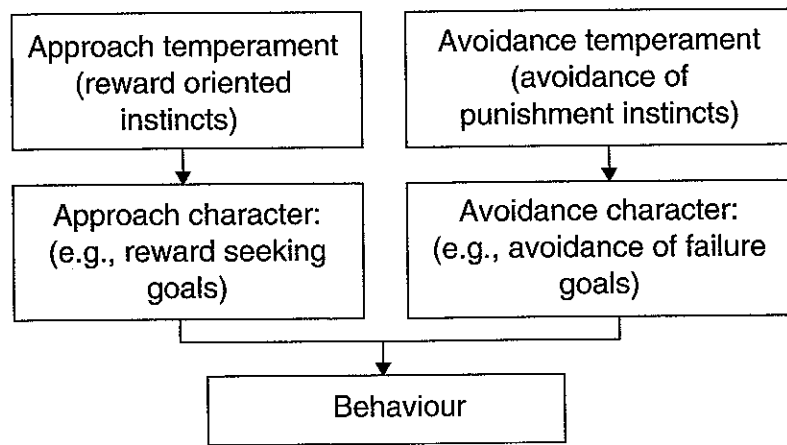 Approach temperament
(reward oriented
instincts)
Avoidance temperament
(avoidance of
punishment instincts)
Approach character:
(e.g., reward seeking
goals)
Avoidance character:
(e.g., avoidance of failure
goals)
Behaviour